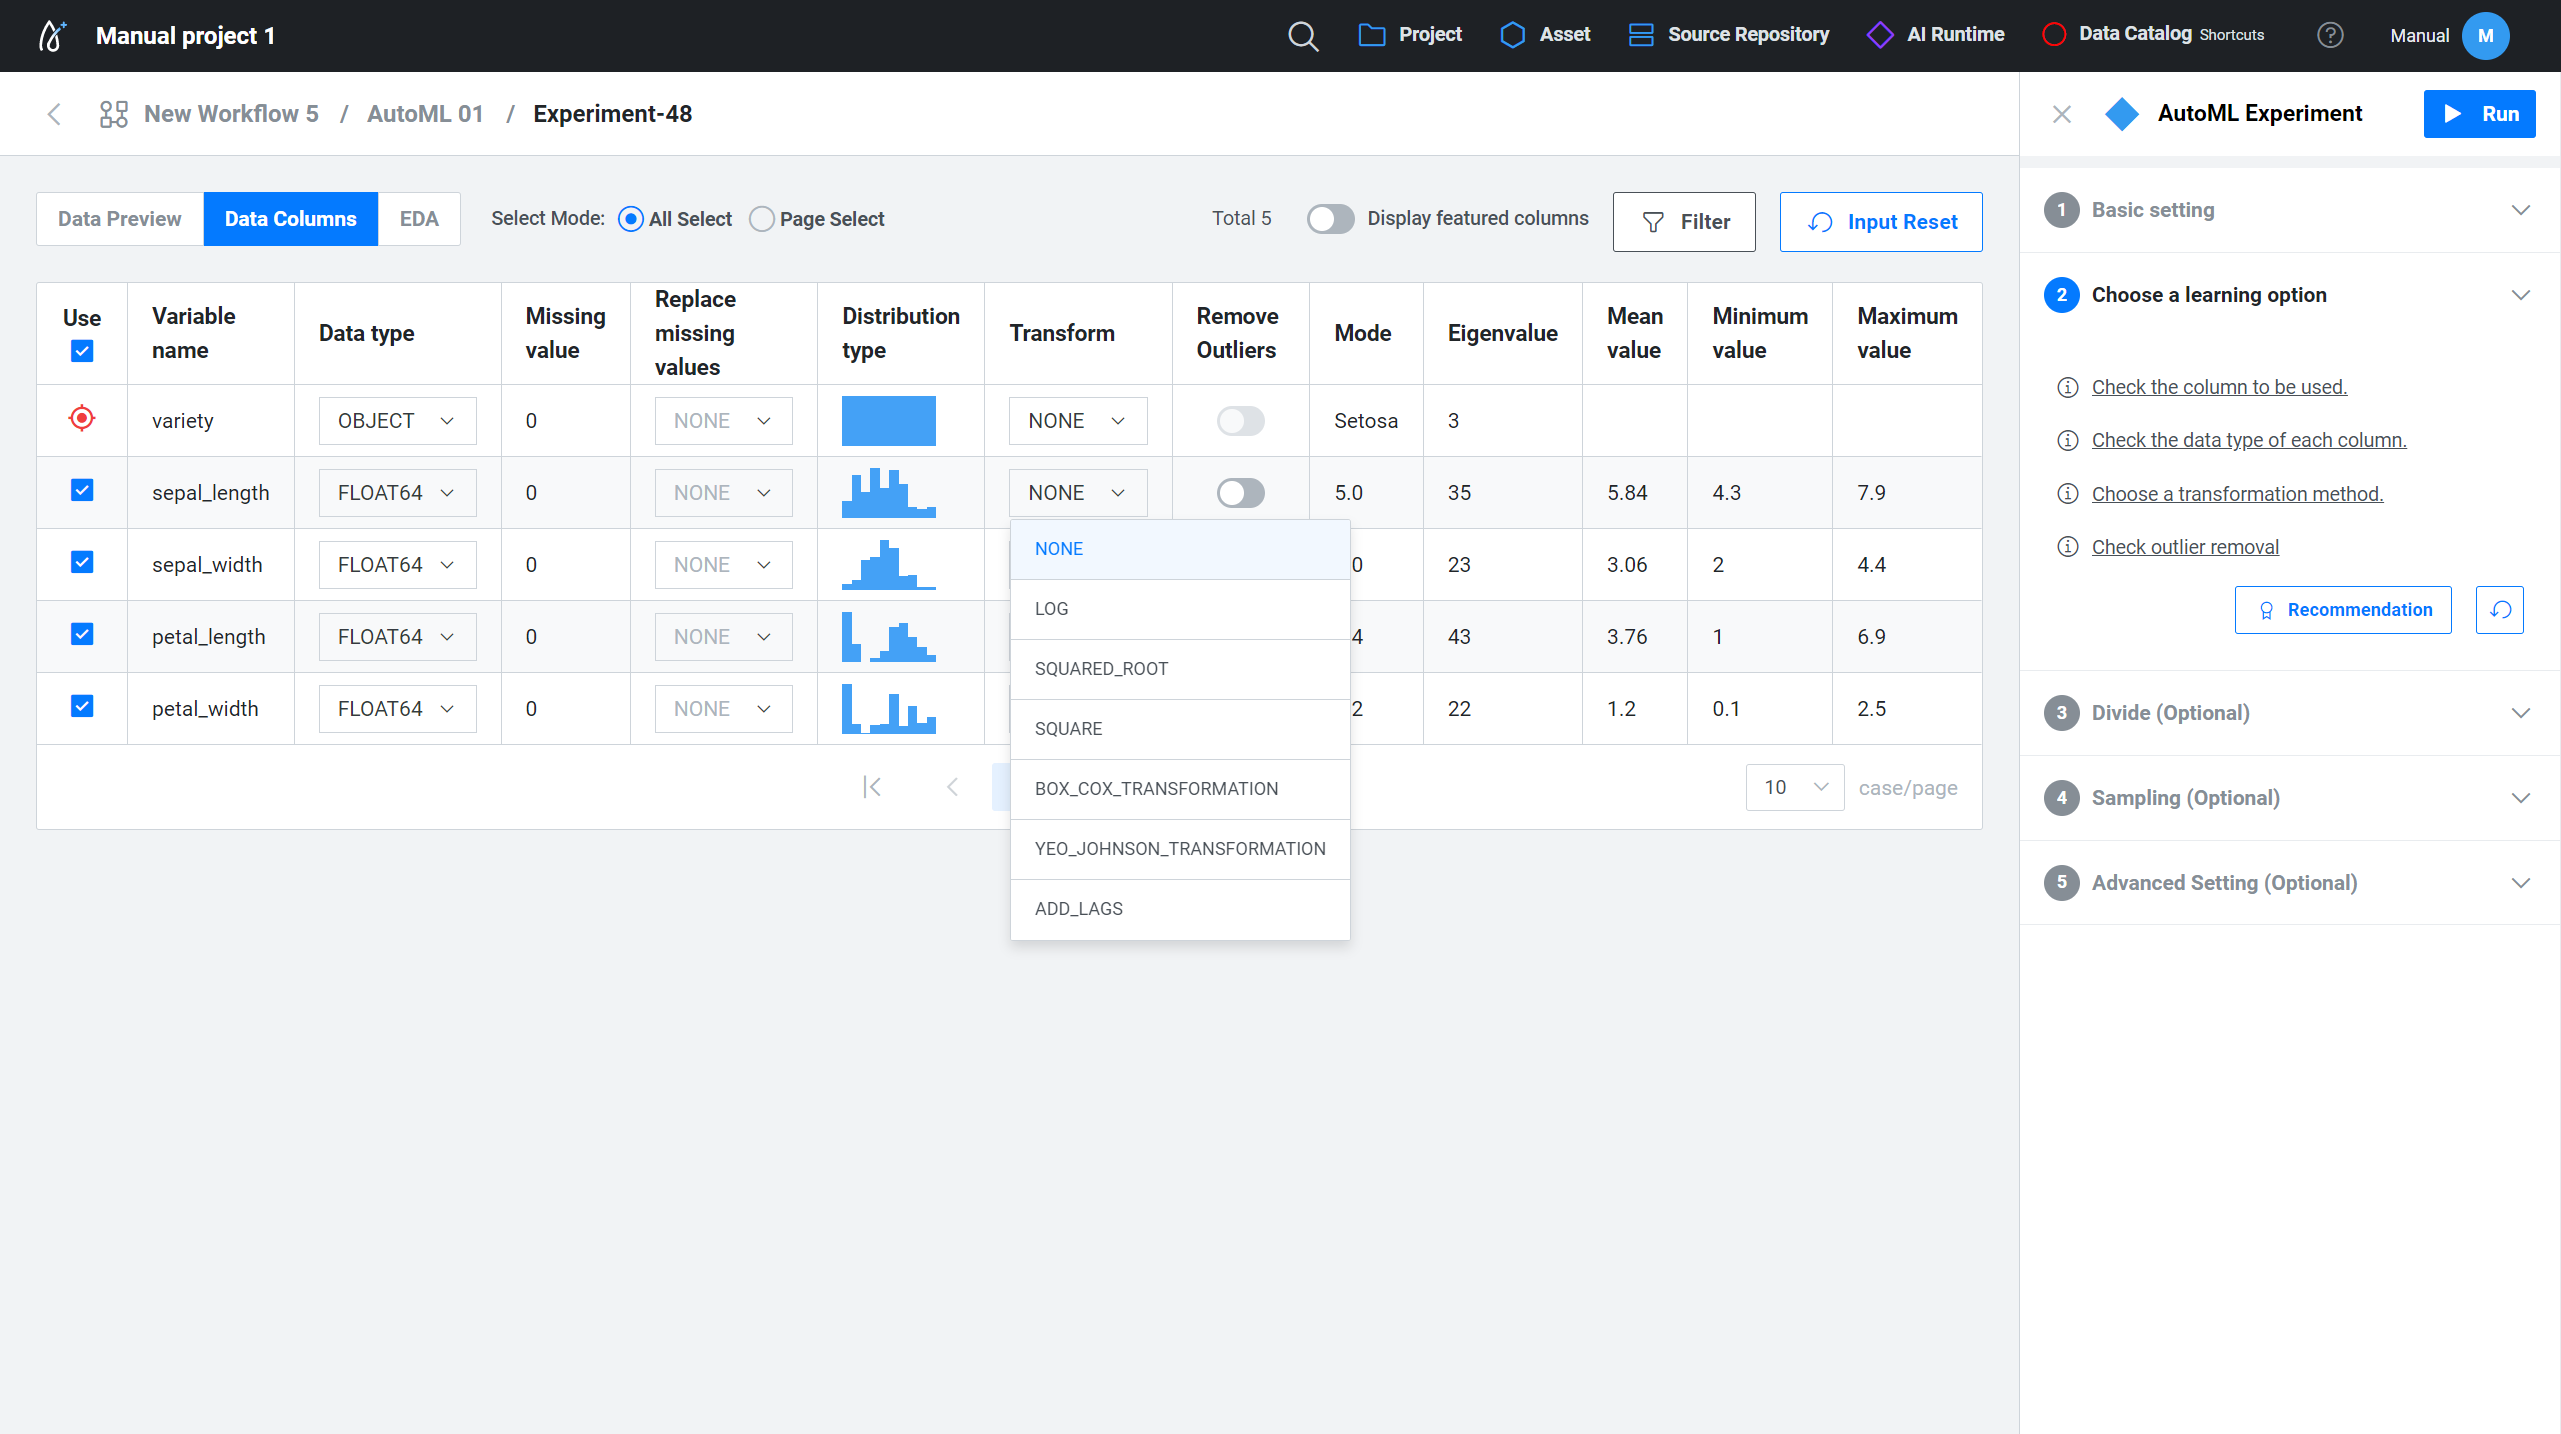 Manual project 1
Project
Asset
Source Repository
AI Runtime
Data Catalog Shortcuts
?
Manual
M
New Workflow 5 / AutoML 01 / Experiment-48
AutoML Experiment
Run
Data Preview
Data Columns
EDA
Select Mode:
All Select
Page Select
Total 5
Display featured columns
Filter
Input Reset
Use
Variable name
Data type
Missing value
Replace missing values
Distribution type
Transform
Remove Outliers
Mode
Eigenvalue
Mean value
Minimum value
Maximum value
variety OBJECT 0 NONE NONE Setosa 3
sepal_length FLOAT64 0 NONE NONE 5.0 35 5.84 4.3 7.9
sepal_width FLOAT64 0 NONE 0 23 3.06 2 4.4
petal_length FLOAT64 0 NONE 4 43 3.76 1 6.9
petal_width FLOAT64 0 NONE 2 22 1.2 0.1 2.5
NONE
LOG
SQUARED_ROOT
SQUARE
BOX_COX_TRANSFORMATION
YEO_JOHNSON_TRANSFORMATION
ADD_LAGS
10 case/page
1 Basic setting
2 Choose a learning option
Check the column to be used.
Check the data type of each column.
Choose a transformation method.
Check outlier removal
Recommendation
3 Divide (Optional)
4 Sampling (Optional)
5 Advanced Setting (Optional)